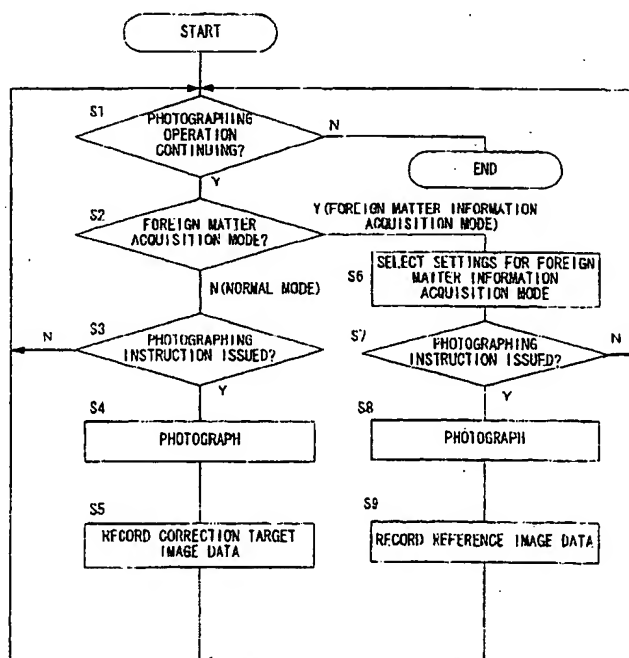 START
S1
PHOTOGRAPHING
OPERATION
CONTINUING?
N
END
Y
S2
FOREIGN MATTER
ACQUISITION MODE?
Y(FOREIGN MATTER INFORMATION
ACQUISITION MODE)
N(NORMAL MODE)
S6
SELECT SETTINGS FOR FOREIGN
MATTER INFORMATION
ACQUISITION MODE
S3
N
PHOTOGRAPHING
INSTRUCTION ISSUED?
Y
S7
PHOTOGRAPHING
INSTRUCTION ISSUED?
N
Y
S4
PHOTOGRAPH
S8
PHOTOGRAPH
S5
RECORD CORRECTION TARGET
IMAGE DATA
S9
RECORD REFERENCE IMAGE DATA